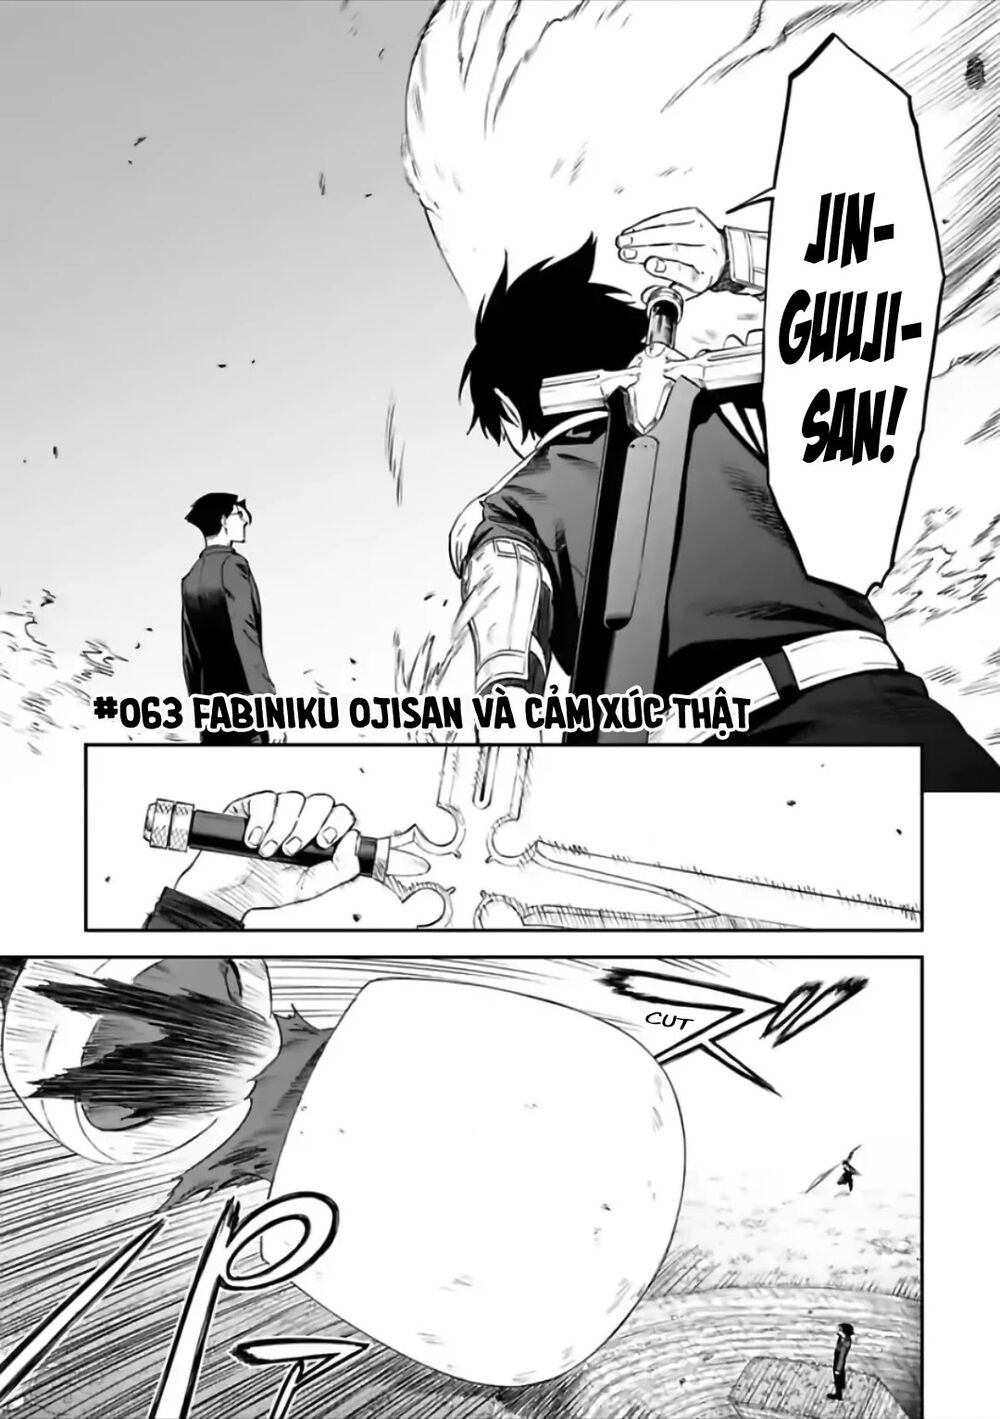 JIN-
GUUJI-
SAN!
#063 FABINIKU OJISAN VÀ CẢM XÚC THẬT
CUT